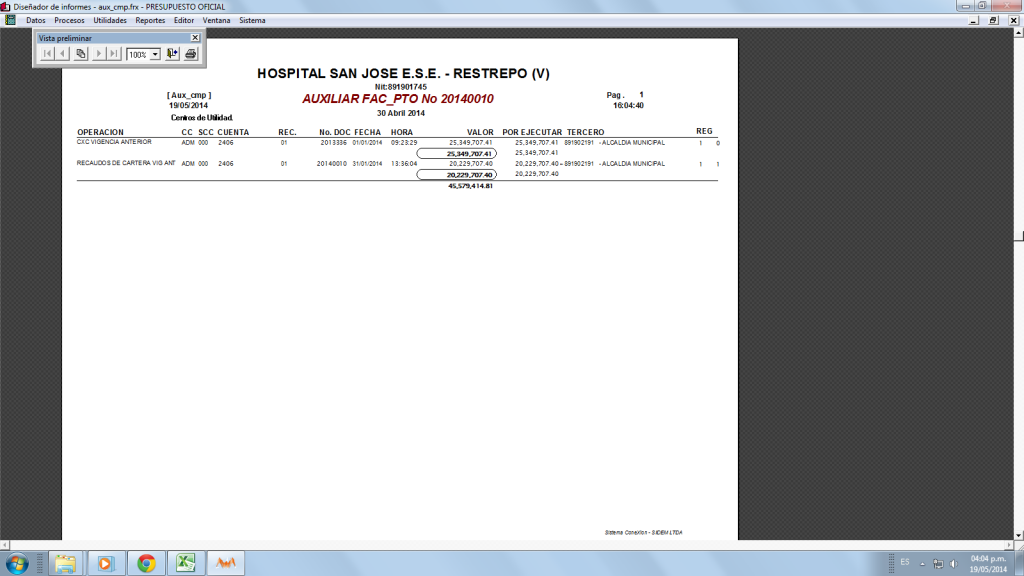 Diseñador de informes - aux_cmp.frx - PRESUPUESTO OFICIAL
Datos Procesos Utilidades Reportes Editor Ventana Sistema
Vista preliminar
100%
HOSPITAL SAN JOSE E.S.E. - RESTREPO (V)
Nit:891901745
[ Aux_cmp ] AUXILIAR FAC_PTO No 20140010 Pag. 1
19/05/2014 16:04:40
30 Abril 2014
Centros de Utilidad.
OPERACION CC SCC CUENTA REC. No. DOC FECHA HORA VALOR POR EJECUTAR TERCERO REG
CXC VIGENCIA ANTERIOR ADM 000 2406 01 2013336 01/01/2014 09:23:29 25,349,707.41 25,349,707.41 891902191 - ALCALDIA MUNICIPAL 1 0
25,349,707.41 25,349,707.41
RECAUDOS DE CARTERA VIG ANT ADM 000 2406 01 20140010 31/01/2014 13:36:04 20,229,707.40 20,229,707.40 - 891902191 - ALCALDIA MUNICIPAL 1 1
20,229,707.40 20,229,707.40
45,579,414.81
Sistema Conexion - SIDEM LTDA
ES 04:04 p.m.
19/05/2014